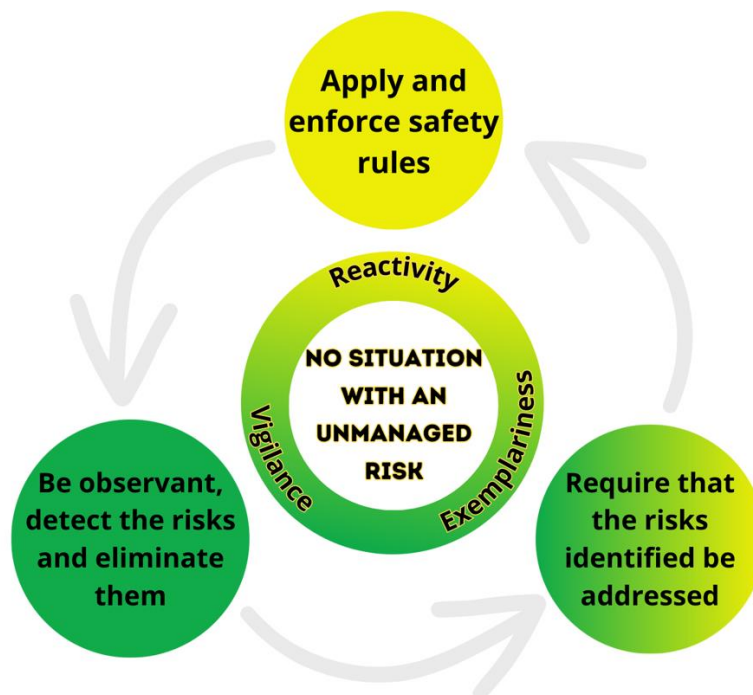 Apply and
enforce safety
rules
Reactivity
NO SITUATION
WITH AN
UNMANAGED
RISK
Vigilance
Exemplariness
Be observant,
detect the risks
and eliminate
them
Require that
the risks
identified be
addressed